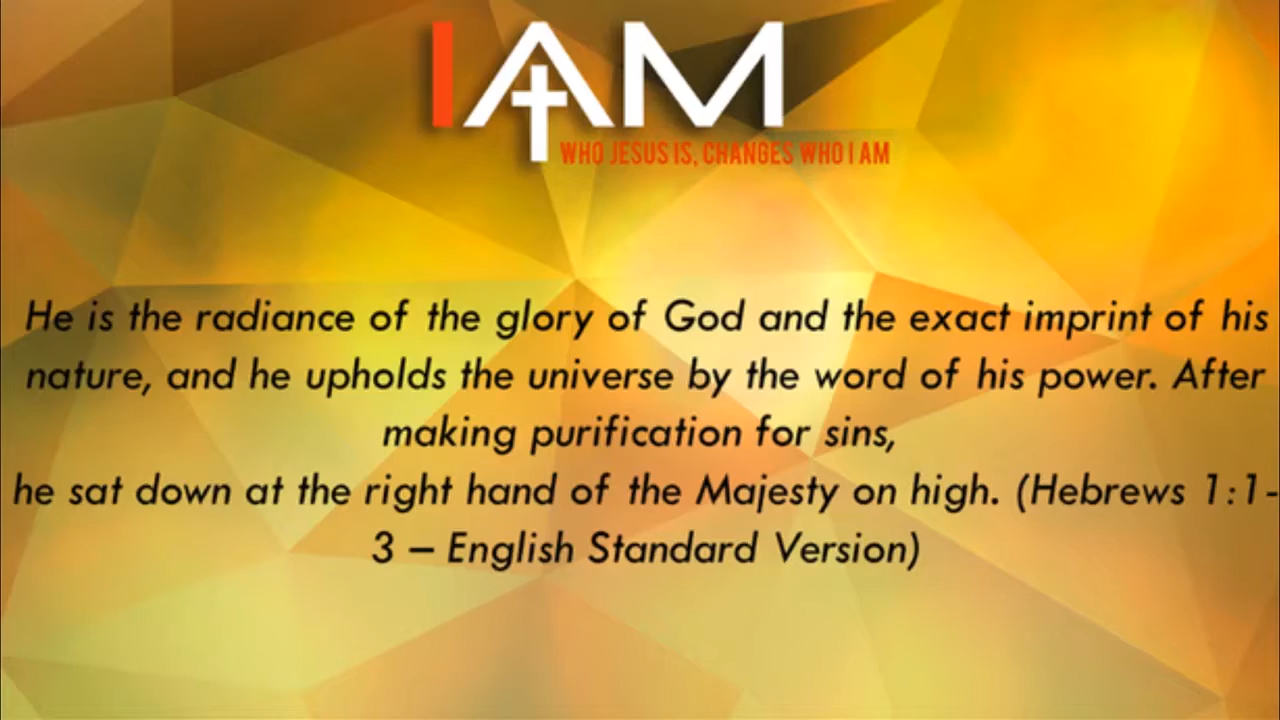 I AM
WHO JESUS IS, CHANGES WHO I AM
He is the radiance of the glory of God and the exact imprint of his
nature, and he upholds the universe by the word of his power. After
making purification for sins,
he sat down at the right hand of the Majesty on high. (Hebrews 1:1-
3 – English Standard Version)